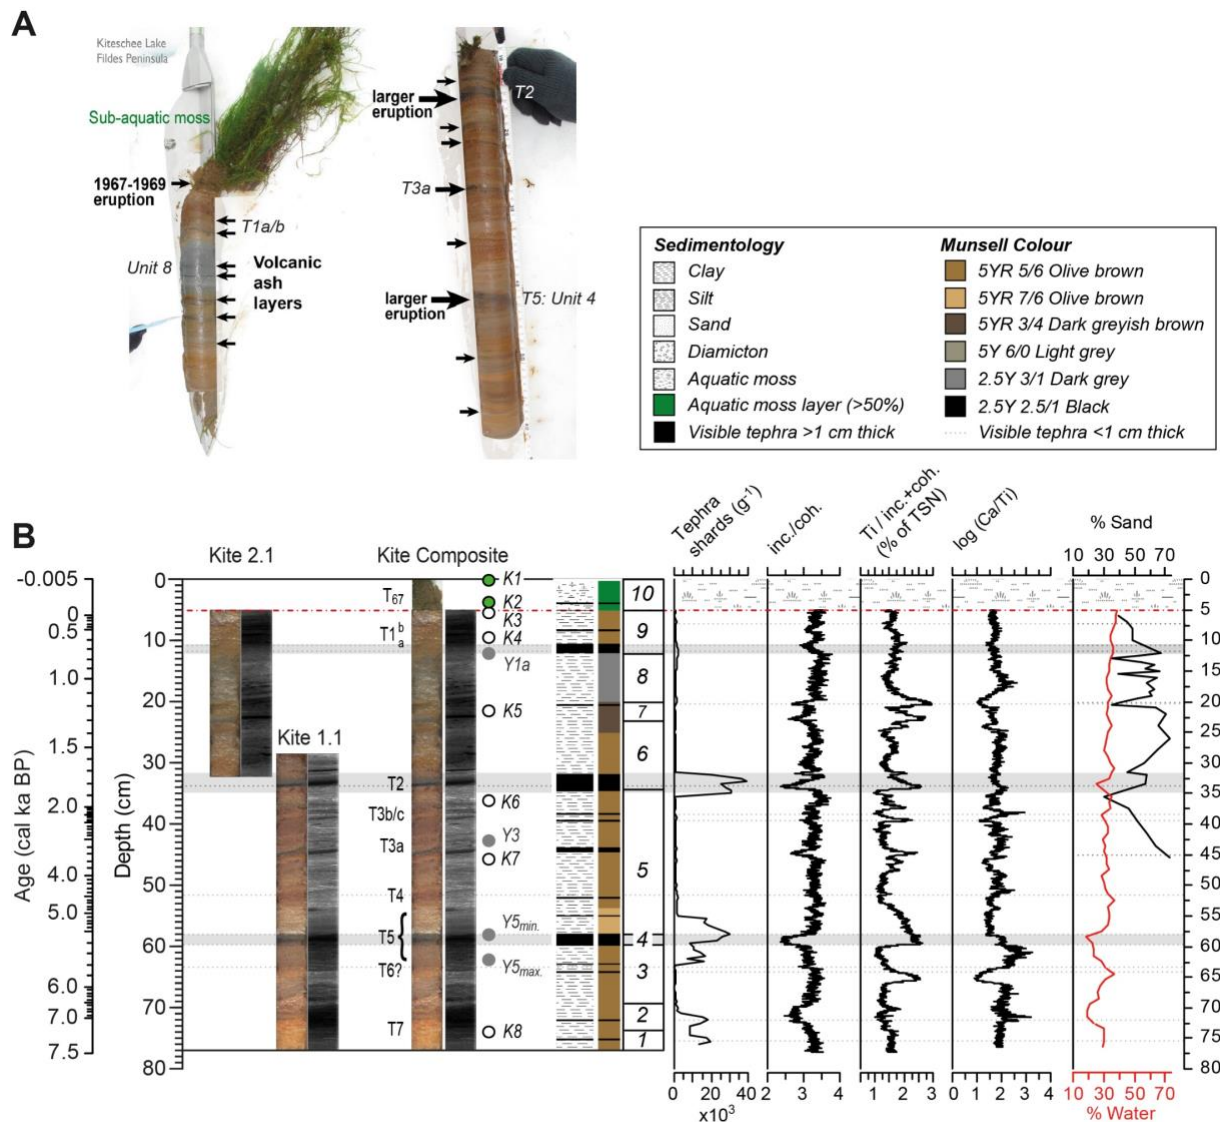 A
Kiteschee Lake
Fildes Peninsula
Sub-aquatic moss
1967-1969
eruption
T1a/b
Unit 8
Volcanic
ash
layers
larger
eruption
T2
T3a
larger
eruption
T5: Unit 4
Sedimentology
Clay
Silt
Sand
Diamicton
Aquatic moss
Aquatic moss layer (>50%)
Visible tephra >1 cm thick
Munsell Colour
5YR 5/6 Olive brown
5YR 7/6 Olive brown
5YR 3/4 Dark greyish brown
5Y 6/0 Light grey
2.5Y 3/1 Dark grey
2.5Y 2.5/1 Black
Visible tephra <1 cm thick
B
Kite 2.1
Kite Composite
Kite 1.1
Tephra
shards (g⁻¹)
inc./coh.
Ti / inc.+coh.
(% of TSN)
log (Ca/Ti)
% Sand
10 30 50 70
Age (cal ka BP)
-0.005
0
0.5
1.0
1.5
2.0
4.0
5.0
6.0
7.0
7.5
Depth (cm)
0
10
20
30
40
50
60
70
80
T67
T1 b
a
T2
T3b/c
T3a
T4
T5
T6?
T7
K1
K2
K3
K4
Y1a
K5
K6
Y3
K7
Y5min.
Y5max.
K8
10
9
8
7
6
5
4
3
2
1
0
5
10
15
20
25
30
35
40
45
50
55
60
65
70
75
80
0 20 40
x10³
2 3 4
0 1 2 3
0 1 2 3 4
10 30 50 70
% Water